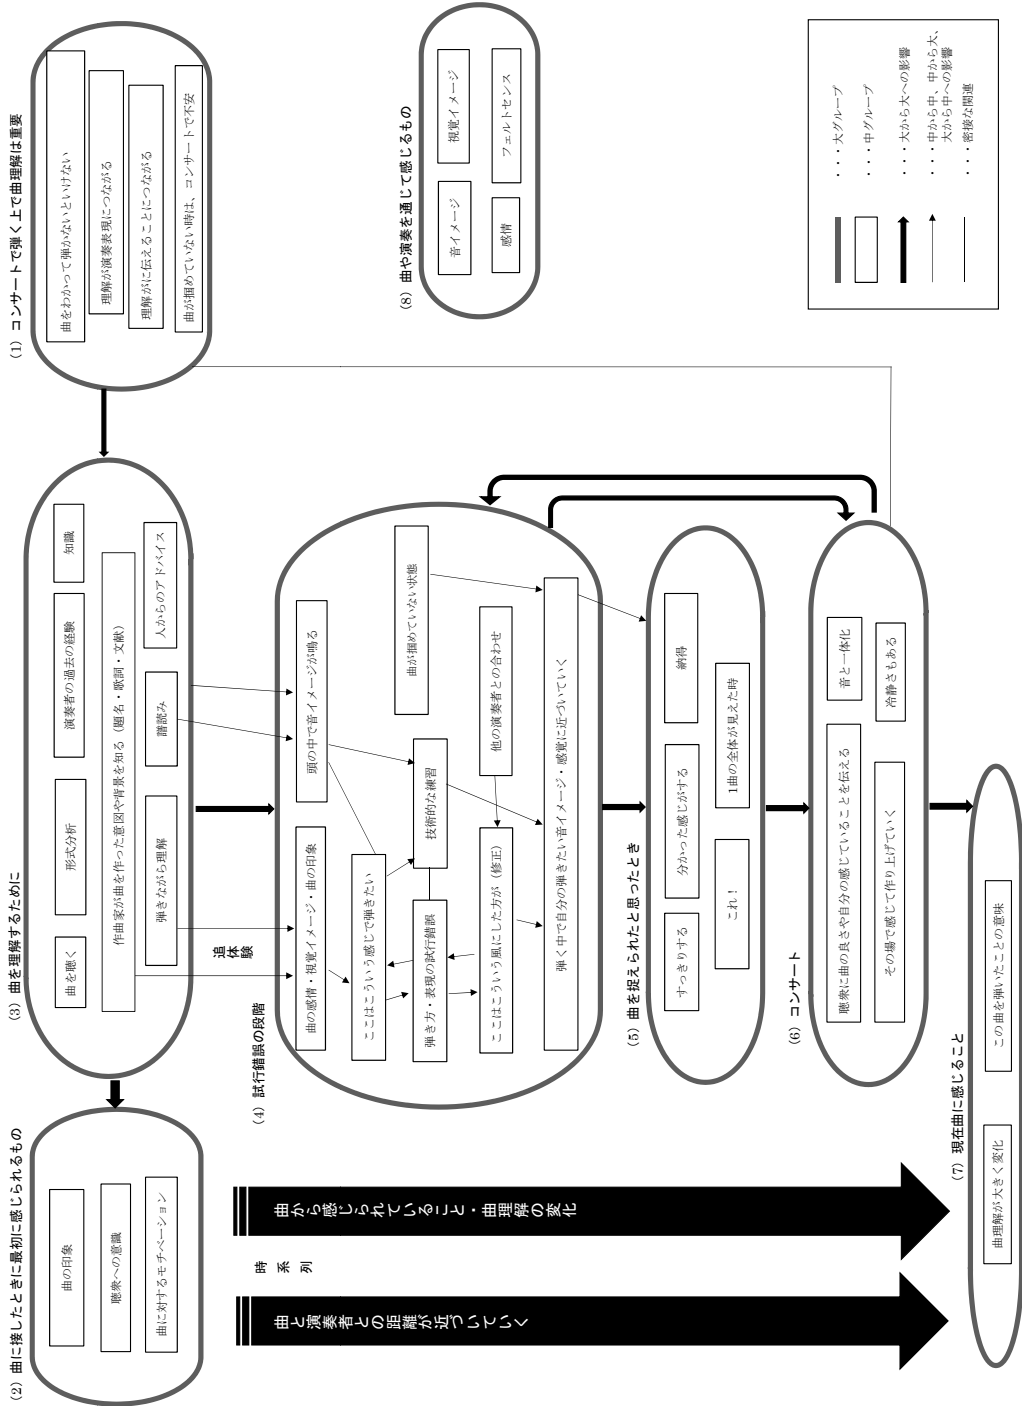 (1) コンサートで弾く上で曲理解は重要
曲をわかって弾かないといけない
理解が演奏表現につながる
理解がに伝えることにつながる
曲が掴めていない時は、コンサートで不安
(2) 曲に接したときに最初に感じられるもの
曲の印象
聴衆への意識
曲に対するモチベーション
(3) 曲を理解するために
曲を聴く
形式分析
演奏者の過去の経験
知識
作曲家が曲を作った意図や背景を知る（題名・歌詞・文献）
弾きながら理解
譜読み
人からのアドバイス
追体験
(4) 試行錯誤の段階
曲の感情・視覚イメージ・曲の印象
頭の中で音イメージが鳴る
ここはこういう感じで弾きたい
曲が掴めていない状態
弾き方・表現の試行錯誤
技術的な練習
ここはこういう風にした方が（修正）
他の演奏者との合わせ
弾く中で自分の弾きたい音イメージ・感覚に近づいていく
(5) 曲を捉えられたと思ったとき
すっきりする
分かった感じがする
納得
これ！
1曲の全体が見えた時
(6) コンサート
聴衆に曲の良さや自分の感じていることを伝える
音と一体化
その場で感じて作り上げていく
冷静さもある
(7) 現在曲に感じること
曲理解が大きく変化
この曲を弾いたことの意味
(8) 曲や演奏を通じて感じるもの
音イメージ
視覚イメージ
感情
フェルトセンス
曲から感じられていること・曲理解の変化
時系列
曲と演奏者との距離が近づいていく
・・・大グループ
・・・中グループ
・・・大から大への影響
・・・中から中、中から大、
大から中への影響
・・・密接な関連